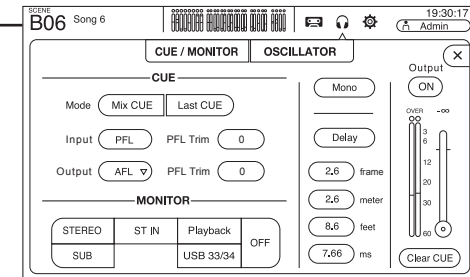 SCENE
B06 Song 6
19:30:17
Admin
CUE / MONITOR OSCILLATOR
×
CUE
Mode Mix CUE Last CUE
Input PFL PFL Trim 0
Output AFL PFL Trim 0
MONITOR
STEREO ST IN Playback OFF
SUB USB 33/34
Mono
Delay
2.6 frame
2.6 meter
8.6 feet
7.66 ms
Output
ON
OVER -∞
3
6
12
20
30
60
Clear CUE